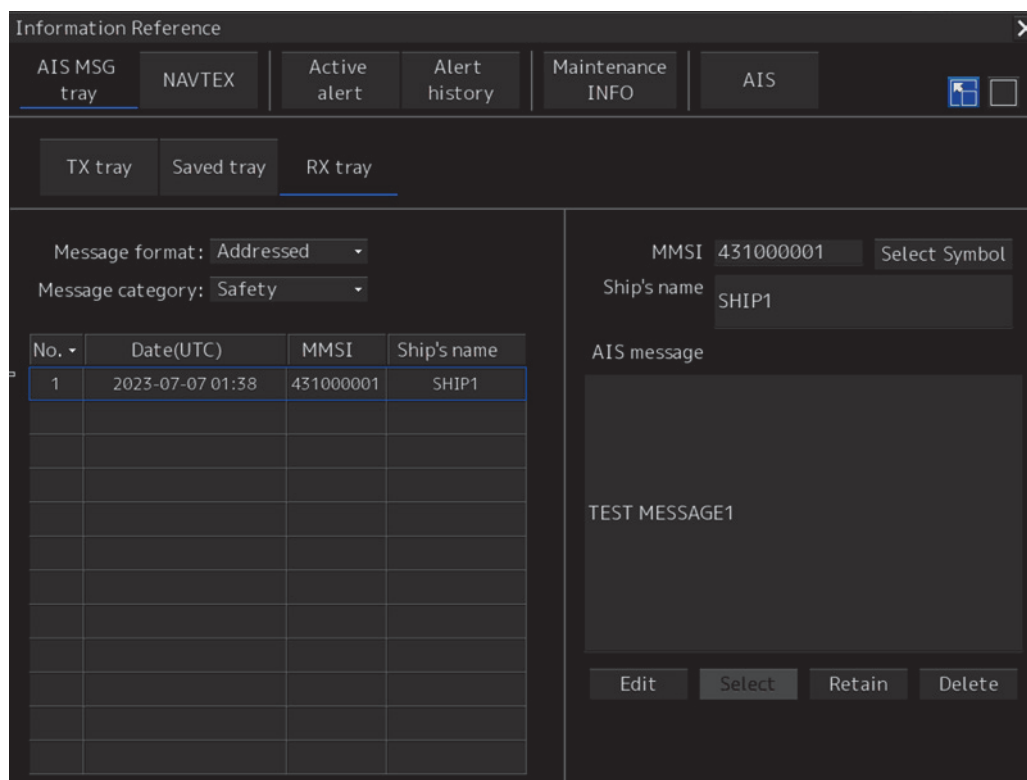 Information Reference
AIS MSG tray
NAVTEX
Active alert
Alert history
Maintenance INFO
AIS
TX tray
Saved tray
RX tray
Message format: Addressed
Message category: Safety
No. Date(UTC) MMSI Ship's name
1 2023-07-07 01:38 431000001 SHIP1
MMSI 431000001 Select Symbol
Ship's name SHIP1
AIS message
TEST MESSAGE1
Edit Select Retain Delete